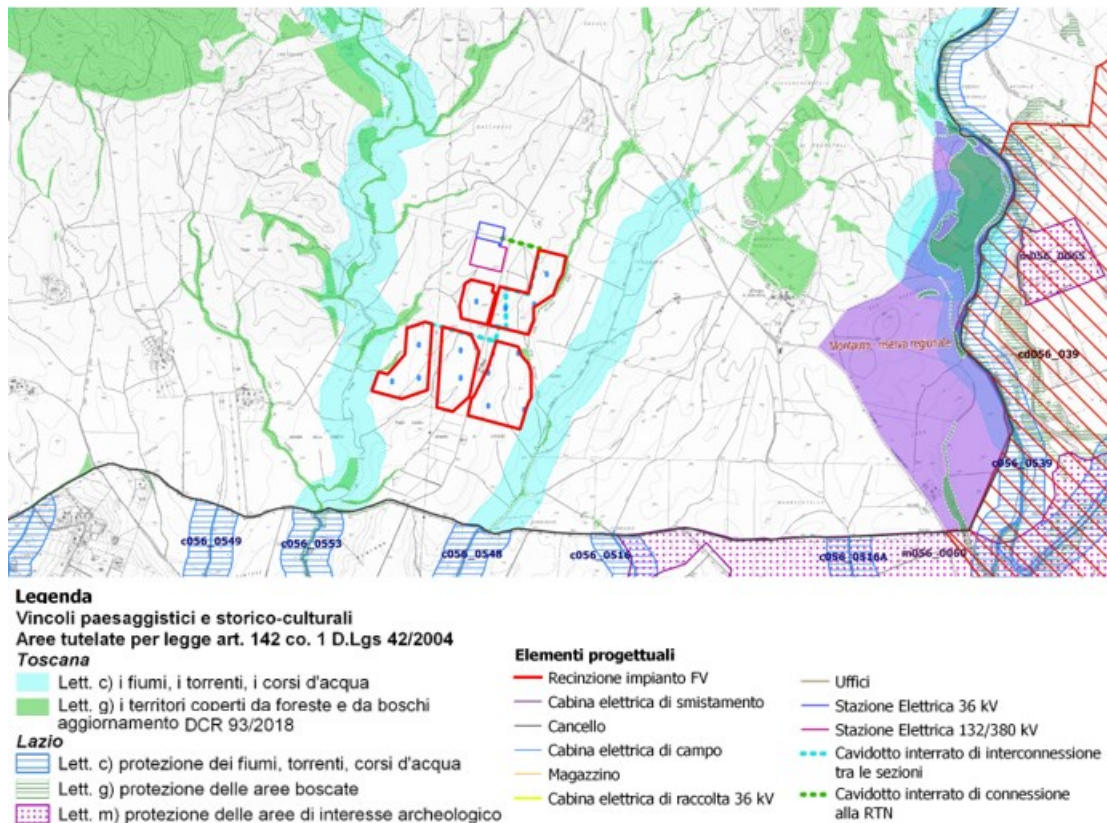 m056_0065
Montauto, riserva regionale
cd056_039
c056_0539
c056_0549
c056_0553
c056_0548
c056_0516
c056_0516A
m056_0060
Legenda
Vincoli paesaggistici e storico-culturali
Aree tutelate per legge art. 142 co. 1 D.Lgs 42/2004
Toscana
Lett. c) i fiumi, i torrenti, i corsi d'acqua
Lett. g) i territori coperti da foreste e da boschi
aggiornamento DCR 93/2018
Lazio
Lett. c) protezione dei fiumi, torrenti, corsi d'acqua
Lett. g) protezione delle aree boscate
Lett. m) protezione delle aree di interesse archeologico
Elementi progettuali
Recinzione impianto FV
Cabina elettrica di smistamento
Cancello
Cabina elettrica di campo
Magazzino
Cabina elettrica di raccolta 36 kV
Uffici
Stazione Elettrica 36 kV
Stazione Elettrica 132/380 kV
Cavidotto interrato di interconnessione
tra le sezioni
Cavidotto interrato di connessione
alla RTN